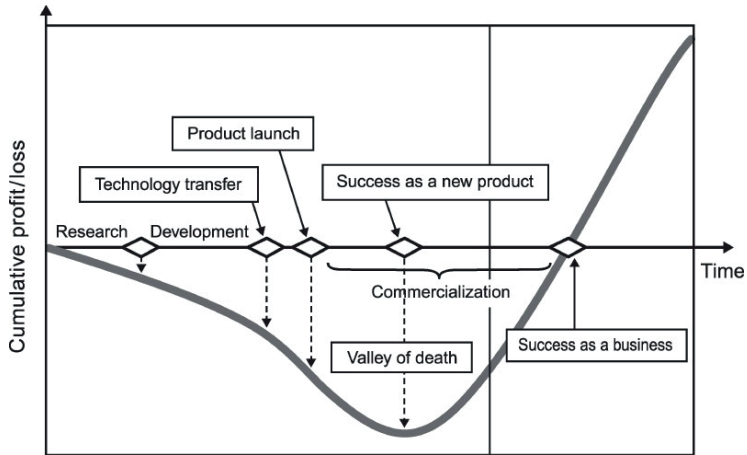 Cumulative profit/loss
Product launch
Technology transfer
Success as a new product
Research
Development
Time
Commercialization
Valley of death
Success as a business